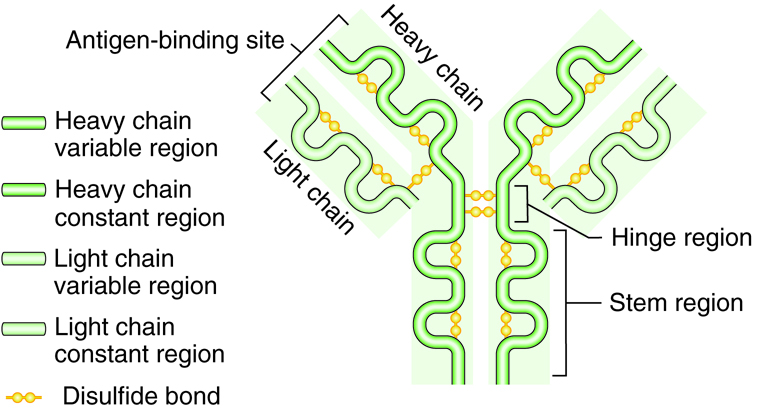 Antigen-binding site
Heavy chain
Light chain
Heavy chain
variable region
Heavy chain
constant region
Light chain
variable region
Light chain
constant region
Disulfide bond
Hinge region
Stem region